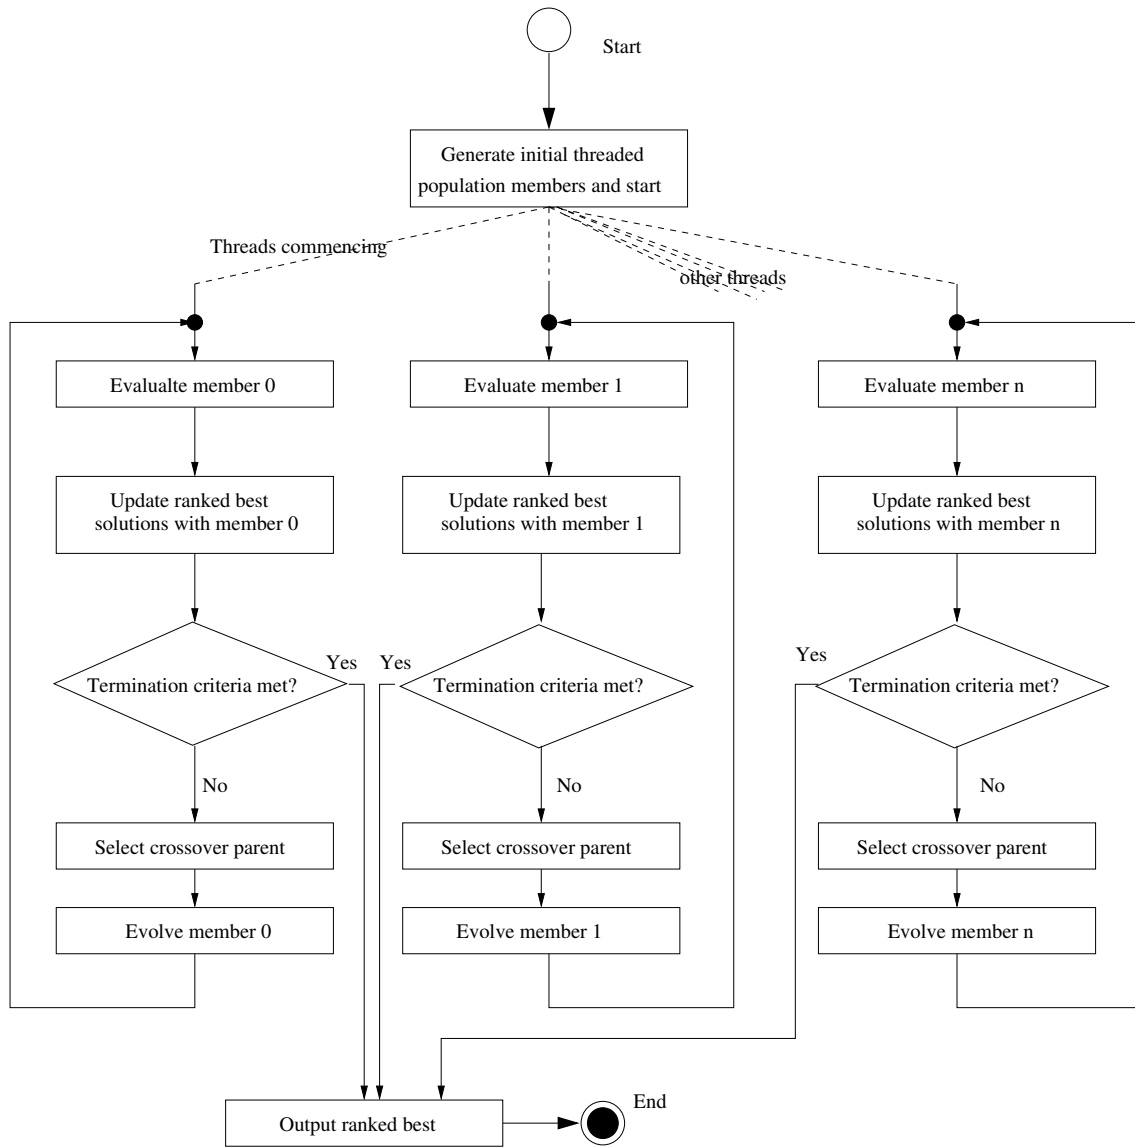 Start
Generate initial threaded
population members and start
Threads commencing
other threads
Evalualte member 0
Evaluate member 1
Evaluate member n
Update ranked best
solutions with member 0
Update ranked best
solutions with member 1
Update ranked best
solutions with member n
Yes
Yes
Yes
Termination criteria met?
Termination criteria met?
Termination criteria met?
No
No
No
Select crossover parent
Select crossover parent
Select crossover parent
Evolve member 0
Evolve member 1
Evolve member n
End
Output ranked best